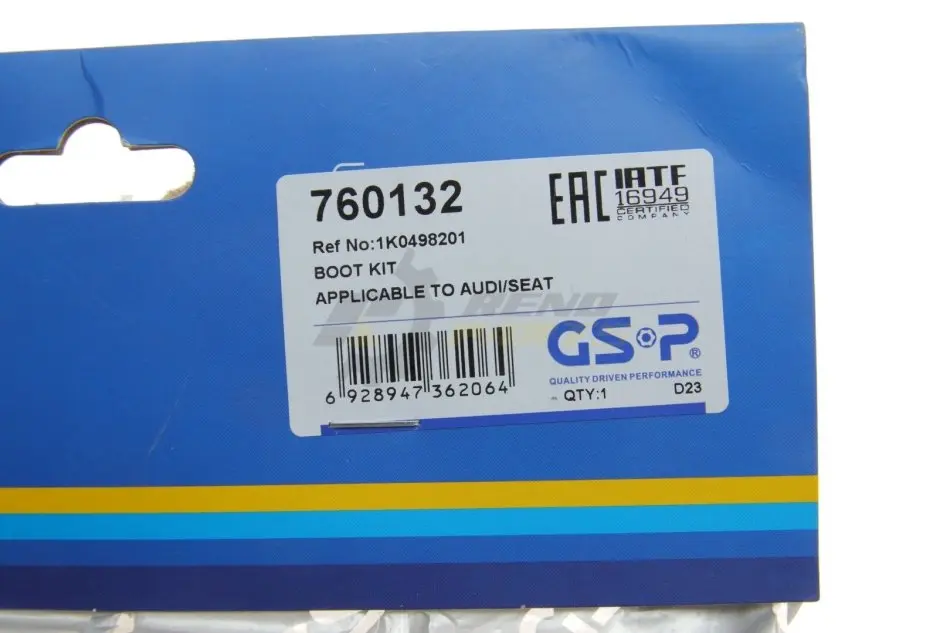 760132
EAC
IATF
16949
CERTIFIED
COMPANY
Ref No:1K0498201
BOOT KIT
APPLICABLE TO AUDI/SEAT
RENO
GSP®
QUALITY DRIVEN PERFORMANCE
6 928947 362064
QTY:1
D23